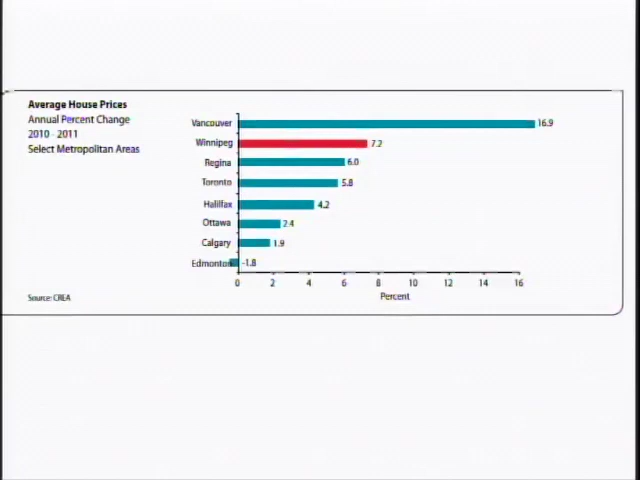 Average House Prices
Annual Percent Change
2010 - 2011
Select Metropolitan Areas
Vancouver 16.9
Winnipeg 7.2
Regina 6.0
Toronto 5.8
Halilfax 4.2
Ottawa 2.4
Calgary 1.9
Edmonton -1.8
0 2 4 6 8 10 12 14 16
Percent
Source: CREA